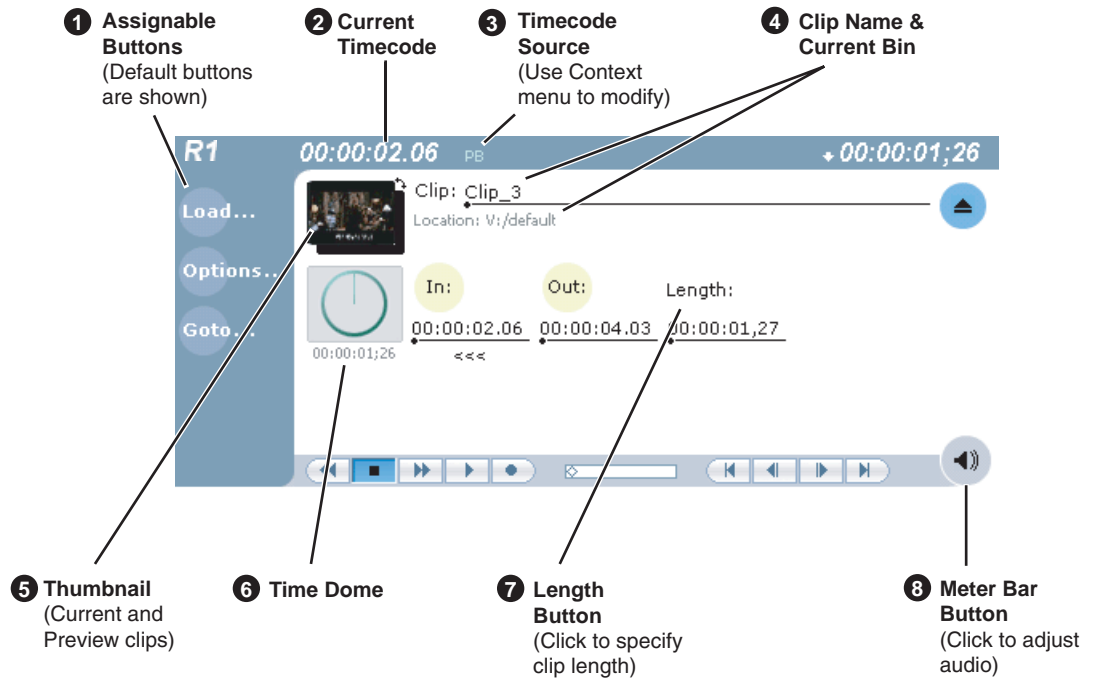 1 Assignable
Buttons
(Default buttons
are shown)
2 Current
Timecode
3 Timecode
Source
(Use Context
menu to modify)
4 Clip Name &
Current Bin
R1 00:00:02.06 PB 00:00:01;26
Load...
Options..
Goto...
Clip: Clip_3
Location: V:/default
In: Out: Length:
00:00:02.06 00:00:04.03 00:00:01,27
00:00:01;26 <<<
5 Thumbnail
(Current and
Preview clips)
6 Time Dome
7 Length
Button
(Click to specify
clip length)
8 Meter Bar
Button
(Click to adjust
audio)